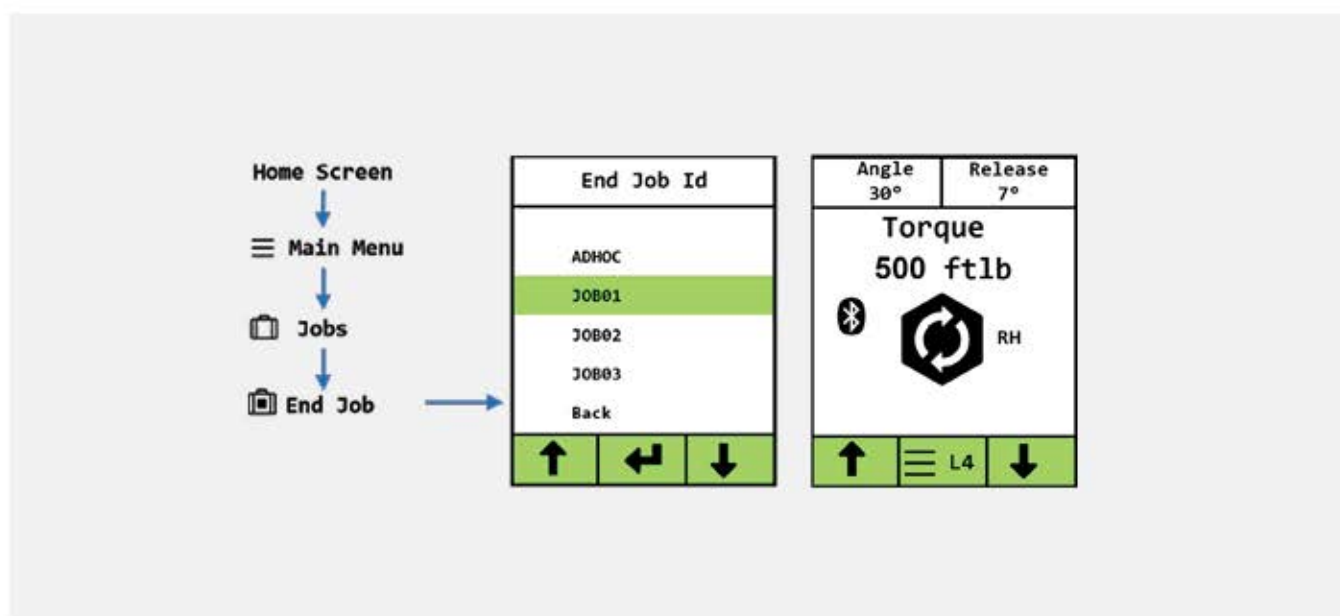 Home Screen
Main Menu
Jobs
End Job
End Job Id
ADHOC
JOB01
JOB02
JOB03
Back
Angle
30°
Release
7°
Torque
500 ftlb
RH
L4